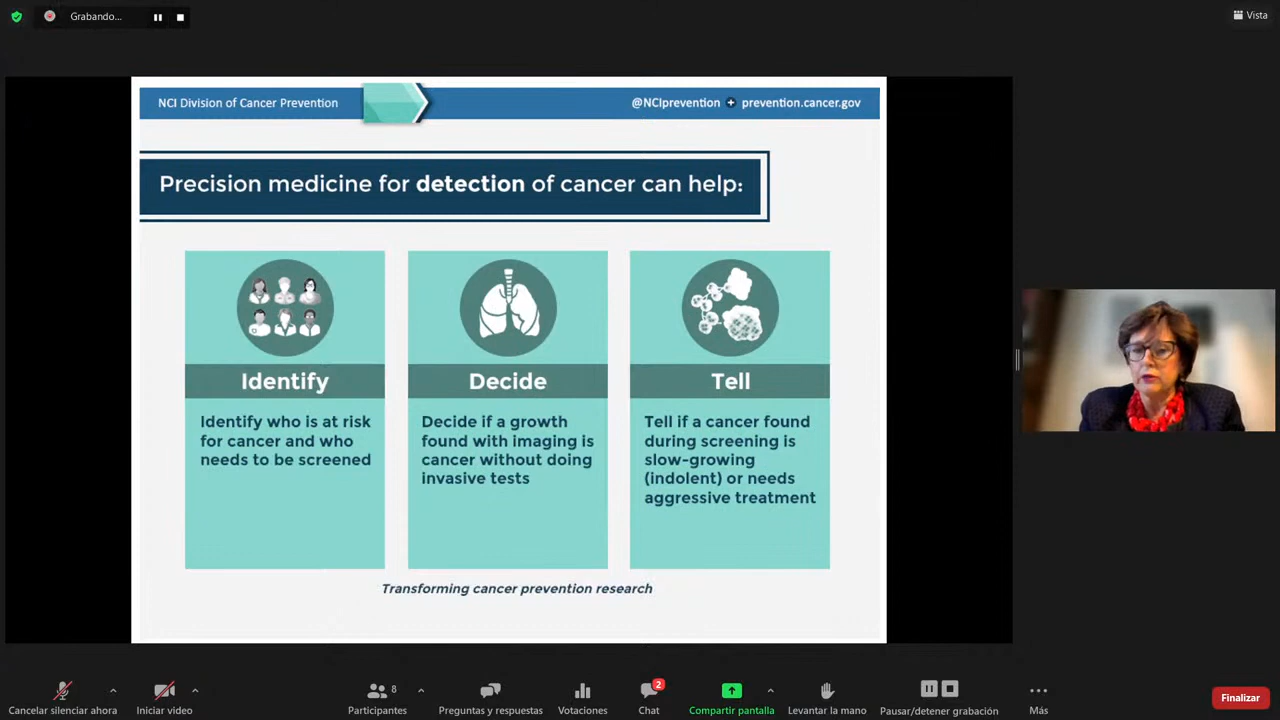 Grabando...
Vista
NCI Division of Cancer Prevention
@NCIprevention + prevention.cancer.gov
Precision medicine for detection of cancer can help:
Identify
Identify who is at risk
for cancer and who
needs to be screened
Decide
Decide if a growth
found with imaging is
cancer without doing
invasive tests
Tell
Tell if a cancer found
during screening is
slow-growing
(indolent) or needs
aggressive treatment
Transforming cancer prevention research
Cancelar silenciar ahora
Iniciar video
8
Participantes
Preguntas y respuestas
Votaciones
2
Chat
Compartir pantalla
Levantar la mano
Pausar/detener grabación
Más
Finalizar